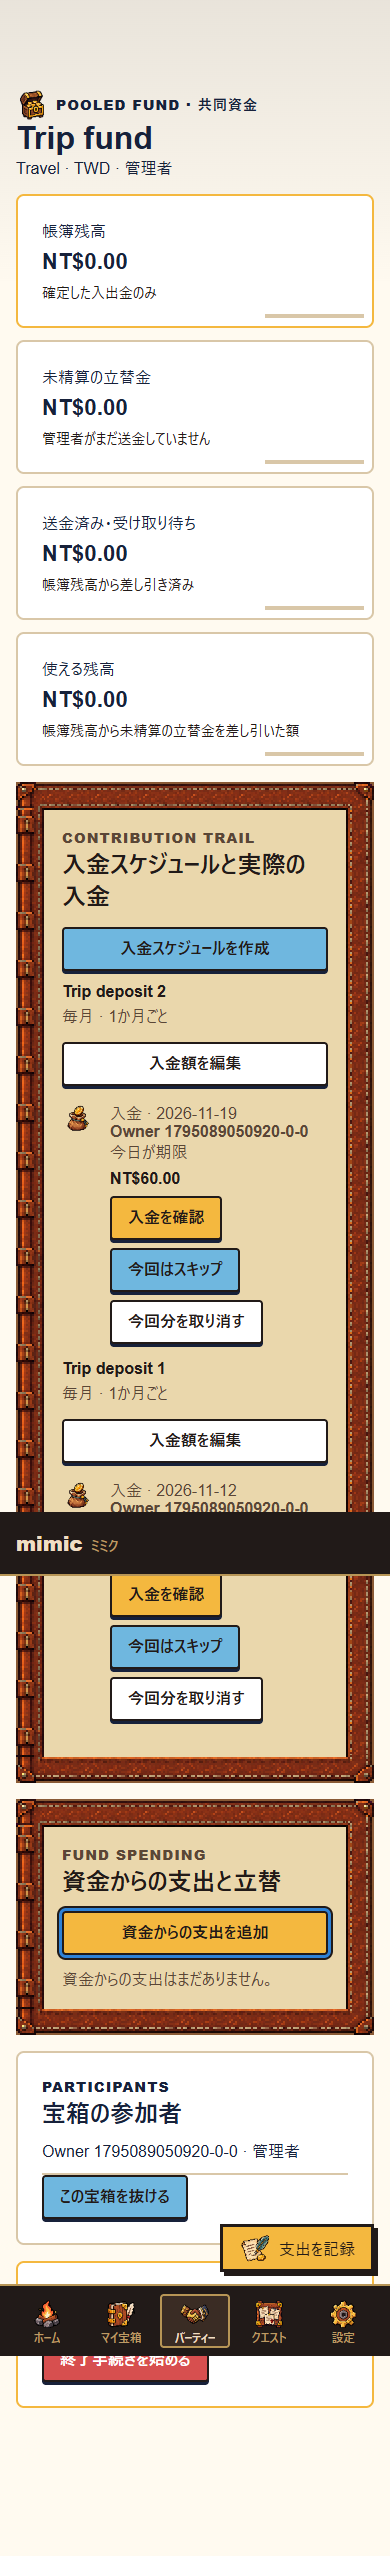 POOLED FUND · 共同資金
Trip fund
Travel · TWD · 管理者
帳簿残高
NT$0.00
確定した入出金のみ
未精算の立替金
NT$0.00
管理者がまだ送金していません
送金済み・受け取り待ち
NT$0.00
帳簿残高から差し引き済み
使える残高
NT$0.00
帳簿残高から未精算の立替金を差し引いた額
CONTRIBUTION TRAIL
入金スケジュールと実際の
入金
入金スケジュールを作成
Trip deposit 2
毎月 · 1か月ごと
入金額を編集
入金 · 2026-11-19
Owner 1795089050920-0-0
今日が期限
NT$60.00
入金を確認
今回はスキップ
今回分を取り消す
Trip deposit 1
毎月 · 1か月ごと
入金額を編集
入金 · 2026-11-12
Owner 1795089050920-0-0
mimic ミミク
入金を確認
今回はスキップ
今回分を取り消す
FUND SPENDING
資金からの支出と立替
資金からの支出を追加
資金からの支出はまだありません。
PARTICIPANTS
宝箱の参加者
Owner 1795089050920-0-0 · 管理者
この宝箱を抜ける
支出を記録
ホーム
マイ宝箱
パーティー
クエスト
設定
終了手続きを始める